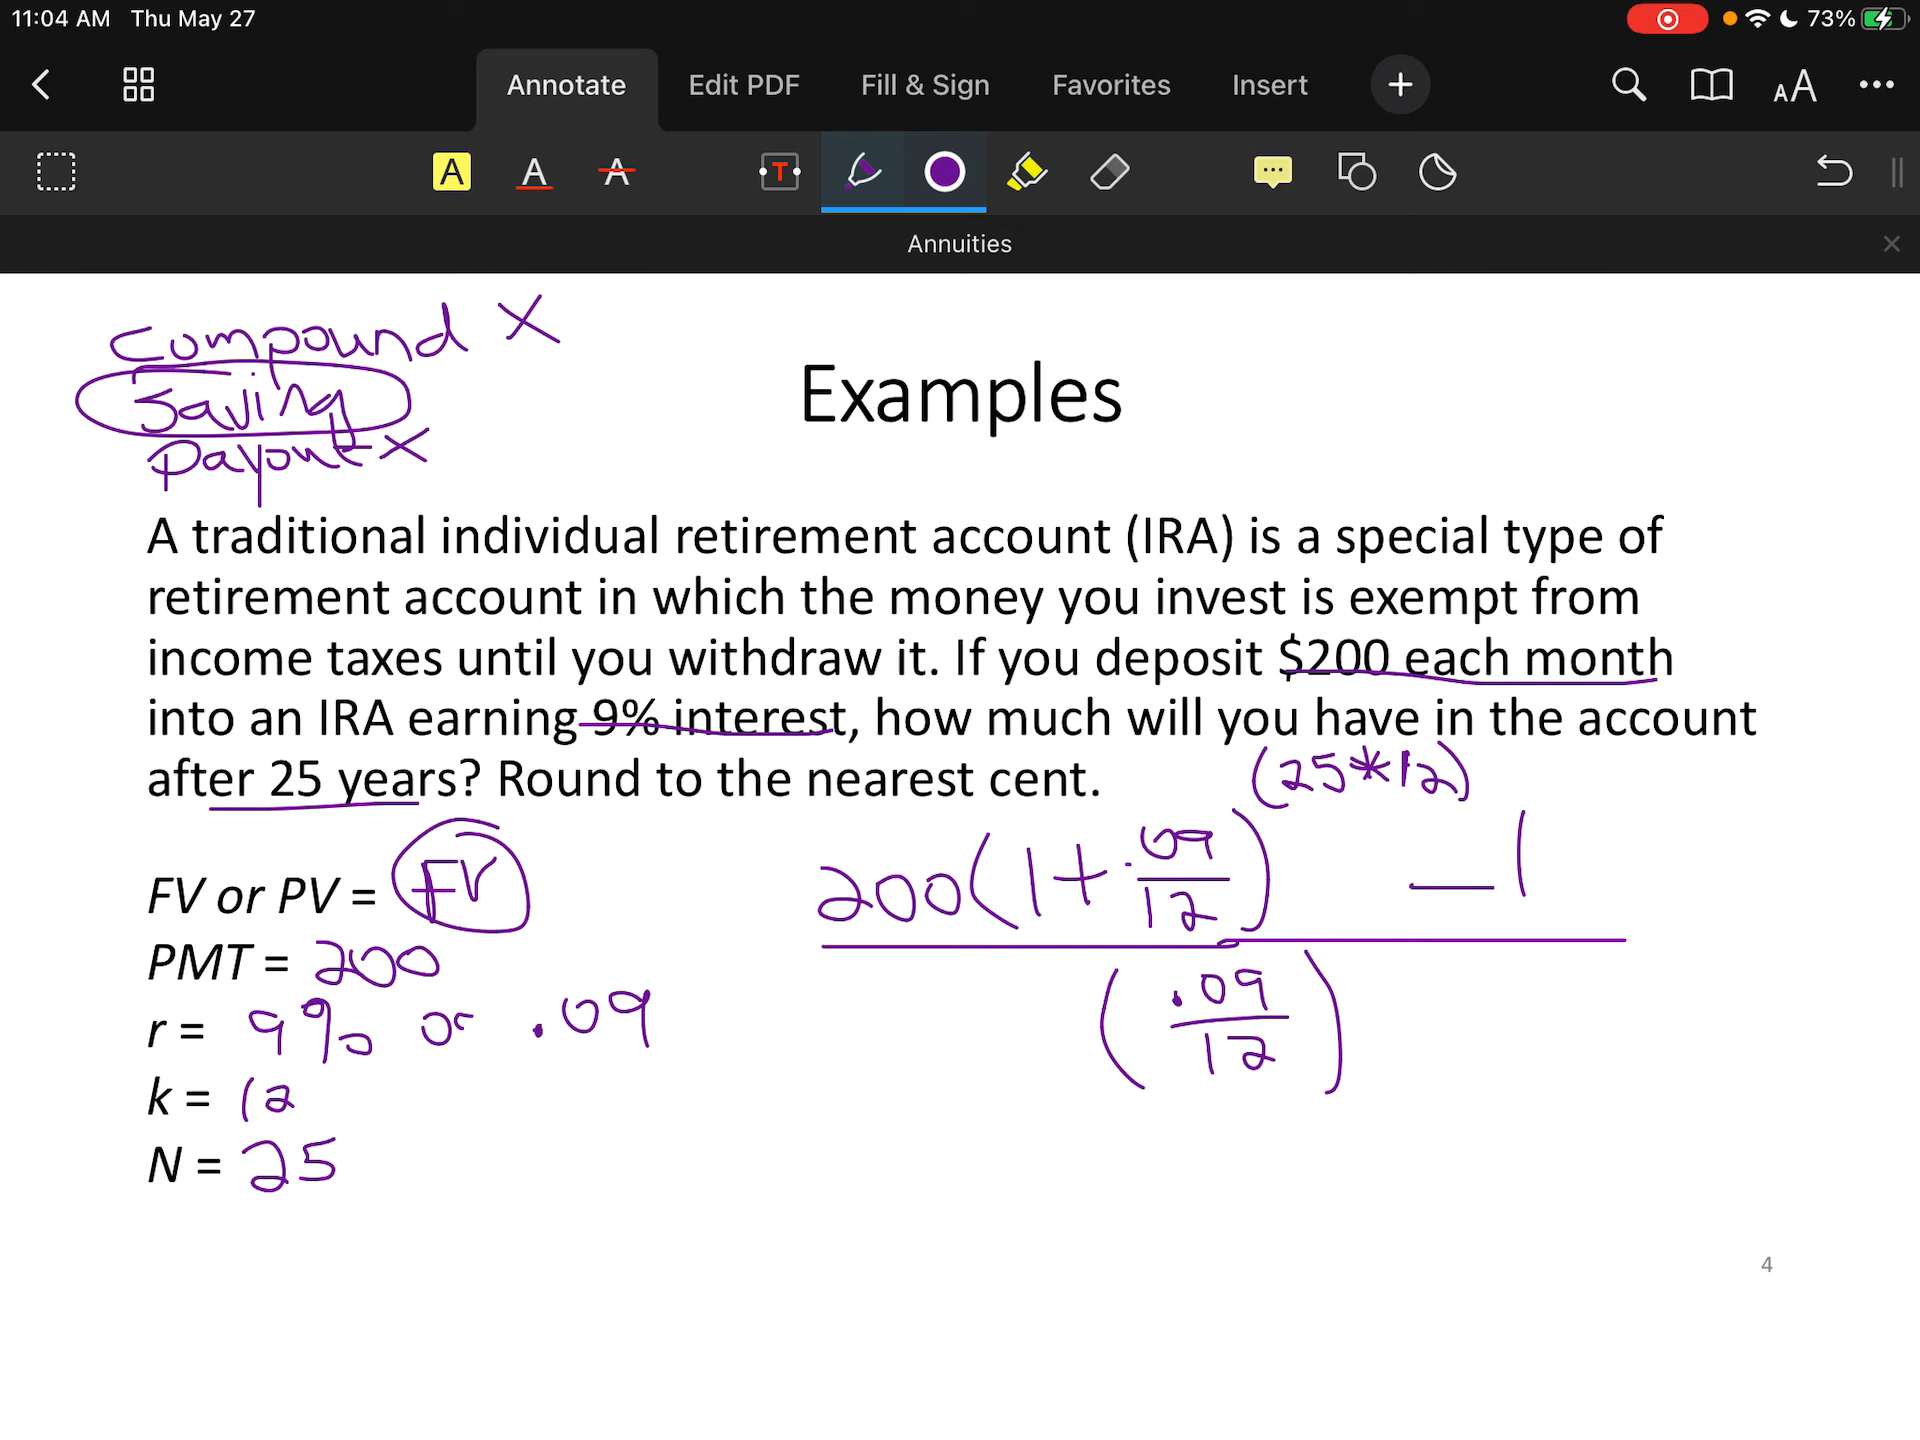 11:04 AM Thu May 27
73%
Annotate Edit PDF Fill & Sign Favorites Insert +
A A A T AA
Annuities
Compound X
Saving
Payout X
Examples
A traditional individual retirement account (IRA) is a special type of
retirement account in which the money you invest is exempt from
income taxes until you withdraw it. If you deposit $200 each month
into an IRA earning 9% interest, how much will you have in the account
after 25 years? Round to the nearest cent.
(25*12)
200(1+.09/12) — 1
(.09/12)
FV or PV = FV
PMT = 200
r = 9% or .09
k = 12
N = 25
4